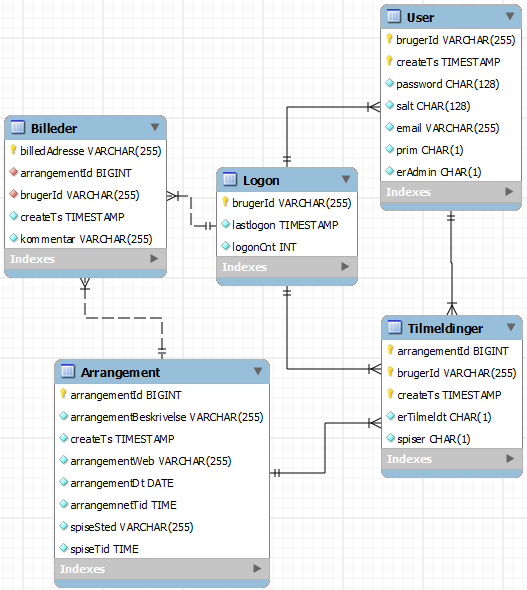 User
brugerId VARCHAR(255)
createTs TIMESTAMP
password CHAR(128)
salt CHAR(128)
email VARCHAR(255)
prim CHAR(1)
erAdmin CHAR(1)
Indexes
Billeder
billedAdresse VARCHAR(255)
arrangementId BIGINT
brugerId VARCHAR(255)
createTs TIMESTAMP
kommentar VARCHAR(255)
Indexes
Logon
brugerId VARCHAR(255)
lastlogon TIMESTAMP
logonCnt INT
Indexes
Tilmeldinger
arrangementId BIGINT
brugerId VARCHAR(255)
createTs TIMESTAMP
erTilmeldt CHAR(1)
spiser CHAR(1)
Indexes
Arrangement
arrangementId BIGINT
arrangementBeskrivelse VARCHAR(255)
createTs TIMESTAMP
arrangementWeb VARCHAR(255)
arrangementDt DATE
arrangemnetTid TIME
spiseSted VARCHAR(255)
spiseTid TIME
Indexes